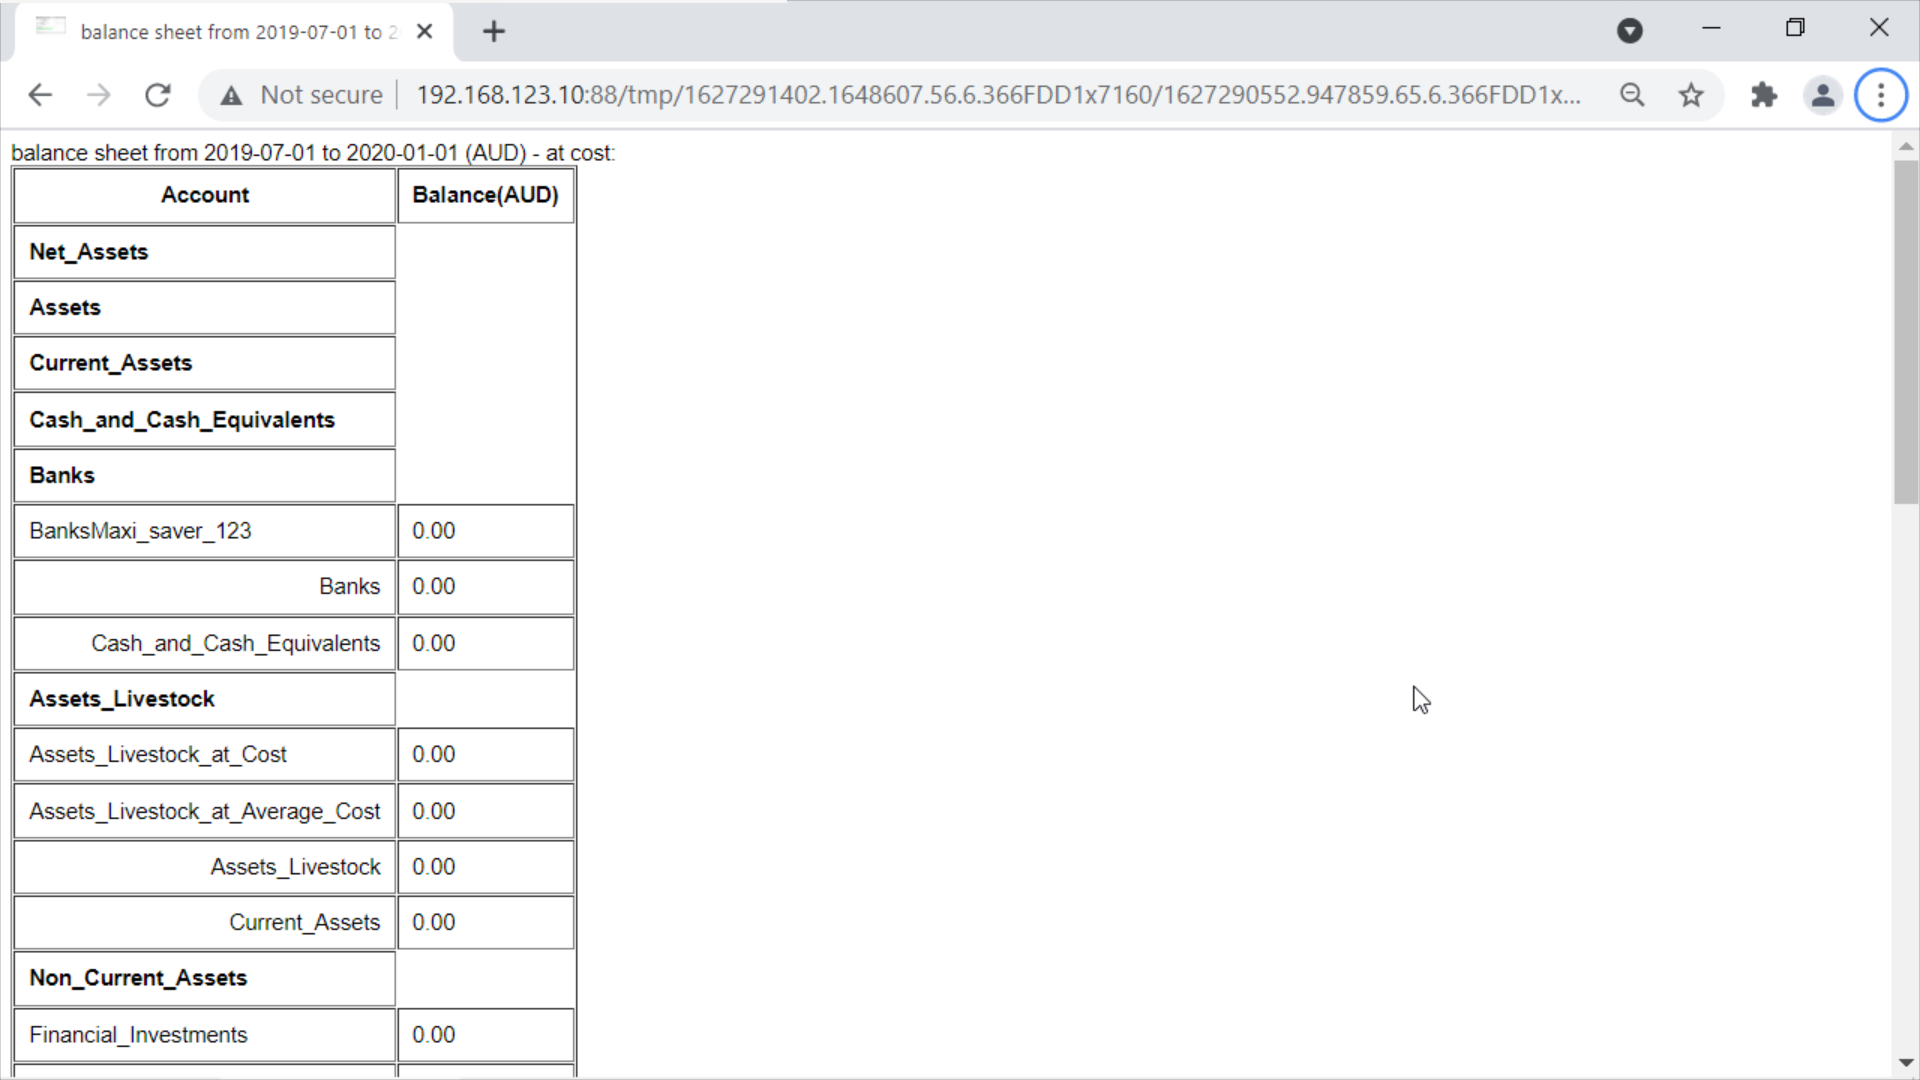 balance sheet from 2019-07-01 to 2
Not secure 192.168.123.10:88/tmp/1627291402.1648607.56.6.366FDD1x7160/1627290552.947859.65.6.366FDD1x...
balance sheet from 2019-07-01 to 2020-01-01 (AUD) - at cost:
Account Balance(AUD)
Net_Assets
Assets
Current_Assets
Cash_and_Cash_Equivalents
Banks
BanksMaxi_saver_123 0.00
Banks 0.00
Cash_and_Cash_Equivalents 0.00
Assets_Livestock
Assets_Livestock_at_Cost 0.00
Assets_Livestock_at_Average_Cost 0.00
Assets_Livestock 0.00
Current_Assets 0.00
Non_Current_Assets
Financial_Investments 0.00